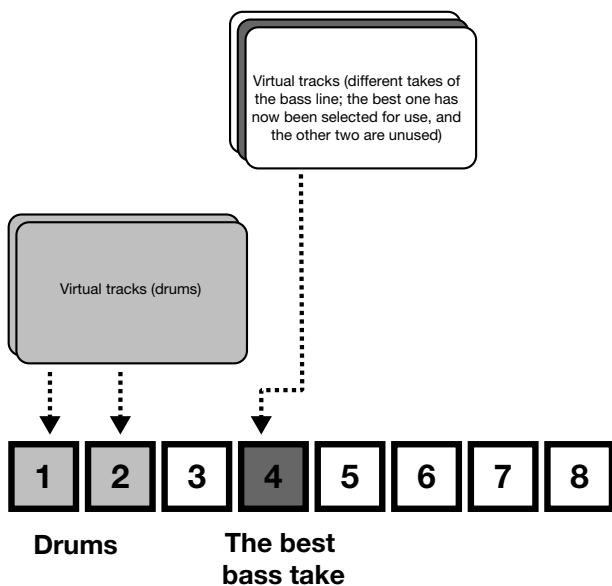 Virtual tracks (different takes of
the bass line; the best one has
now been selected for use, and
the other two are unused)
Virtual tracks (drums)
1 2 3 4 5 6 7 8
Drums
The best
bass take